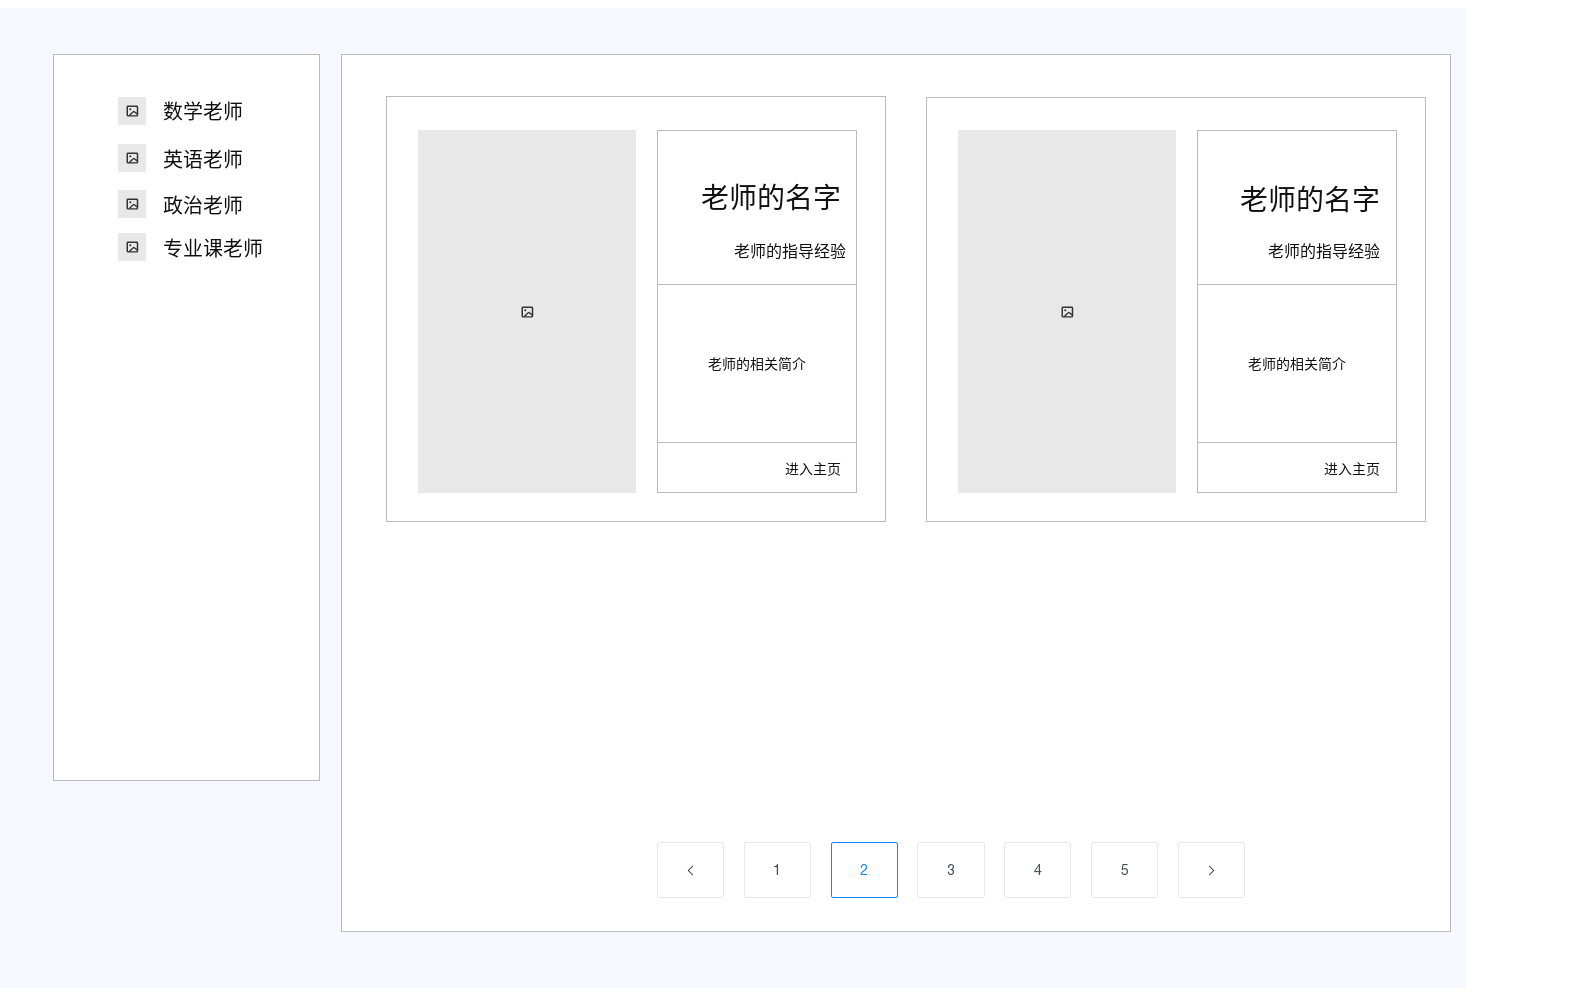 数学老师
英语老师
政治老师
专业课老师
老师的名字
老师的指导经验
老师的相关简介
进入主页
老师的名字
老师的指导经验
老师的相关简介
进入主页
1 2 3 4 5